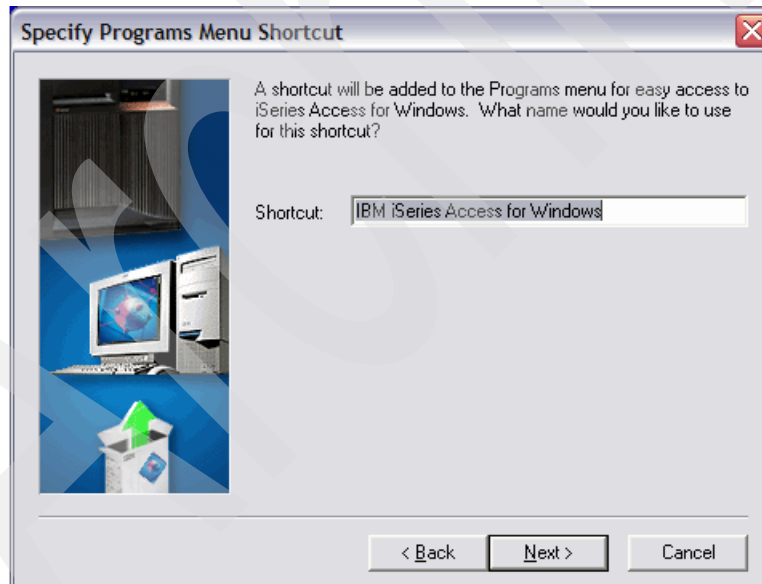 Specify Programs Menu Shortcut
A shortcut will be added to the Programs menu for easy access to
iSeries Access for Windows. What name would you like to use
for this shortcut?
Shortcut: IBM iSeries Access for Windows
< Back Next > Cancel